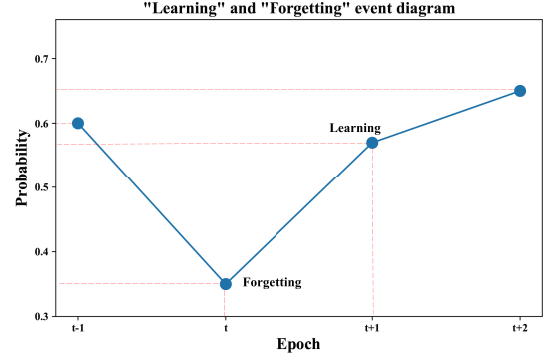 "Learning" and "Forgetting" event diagram
0.7
0.6
0.5
0.4
0.3
Probability
Learning
Forgetting
t-1 t t+1 t+2
Epoch